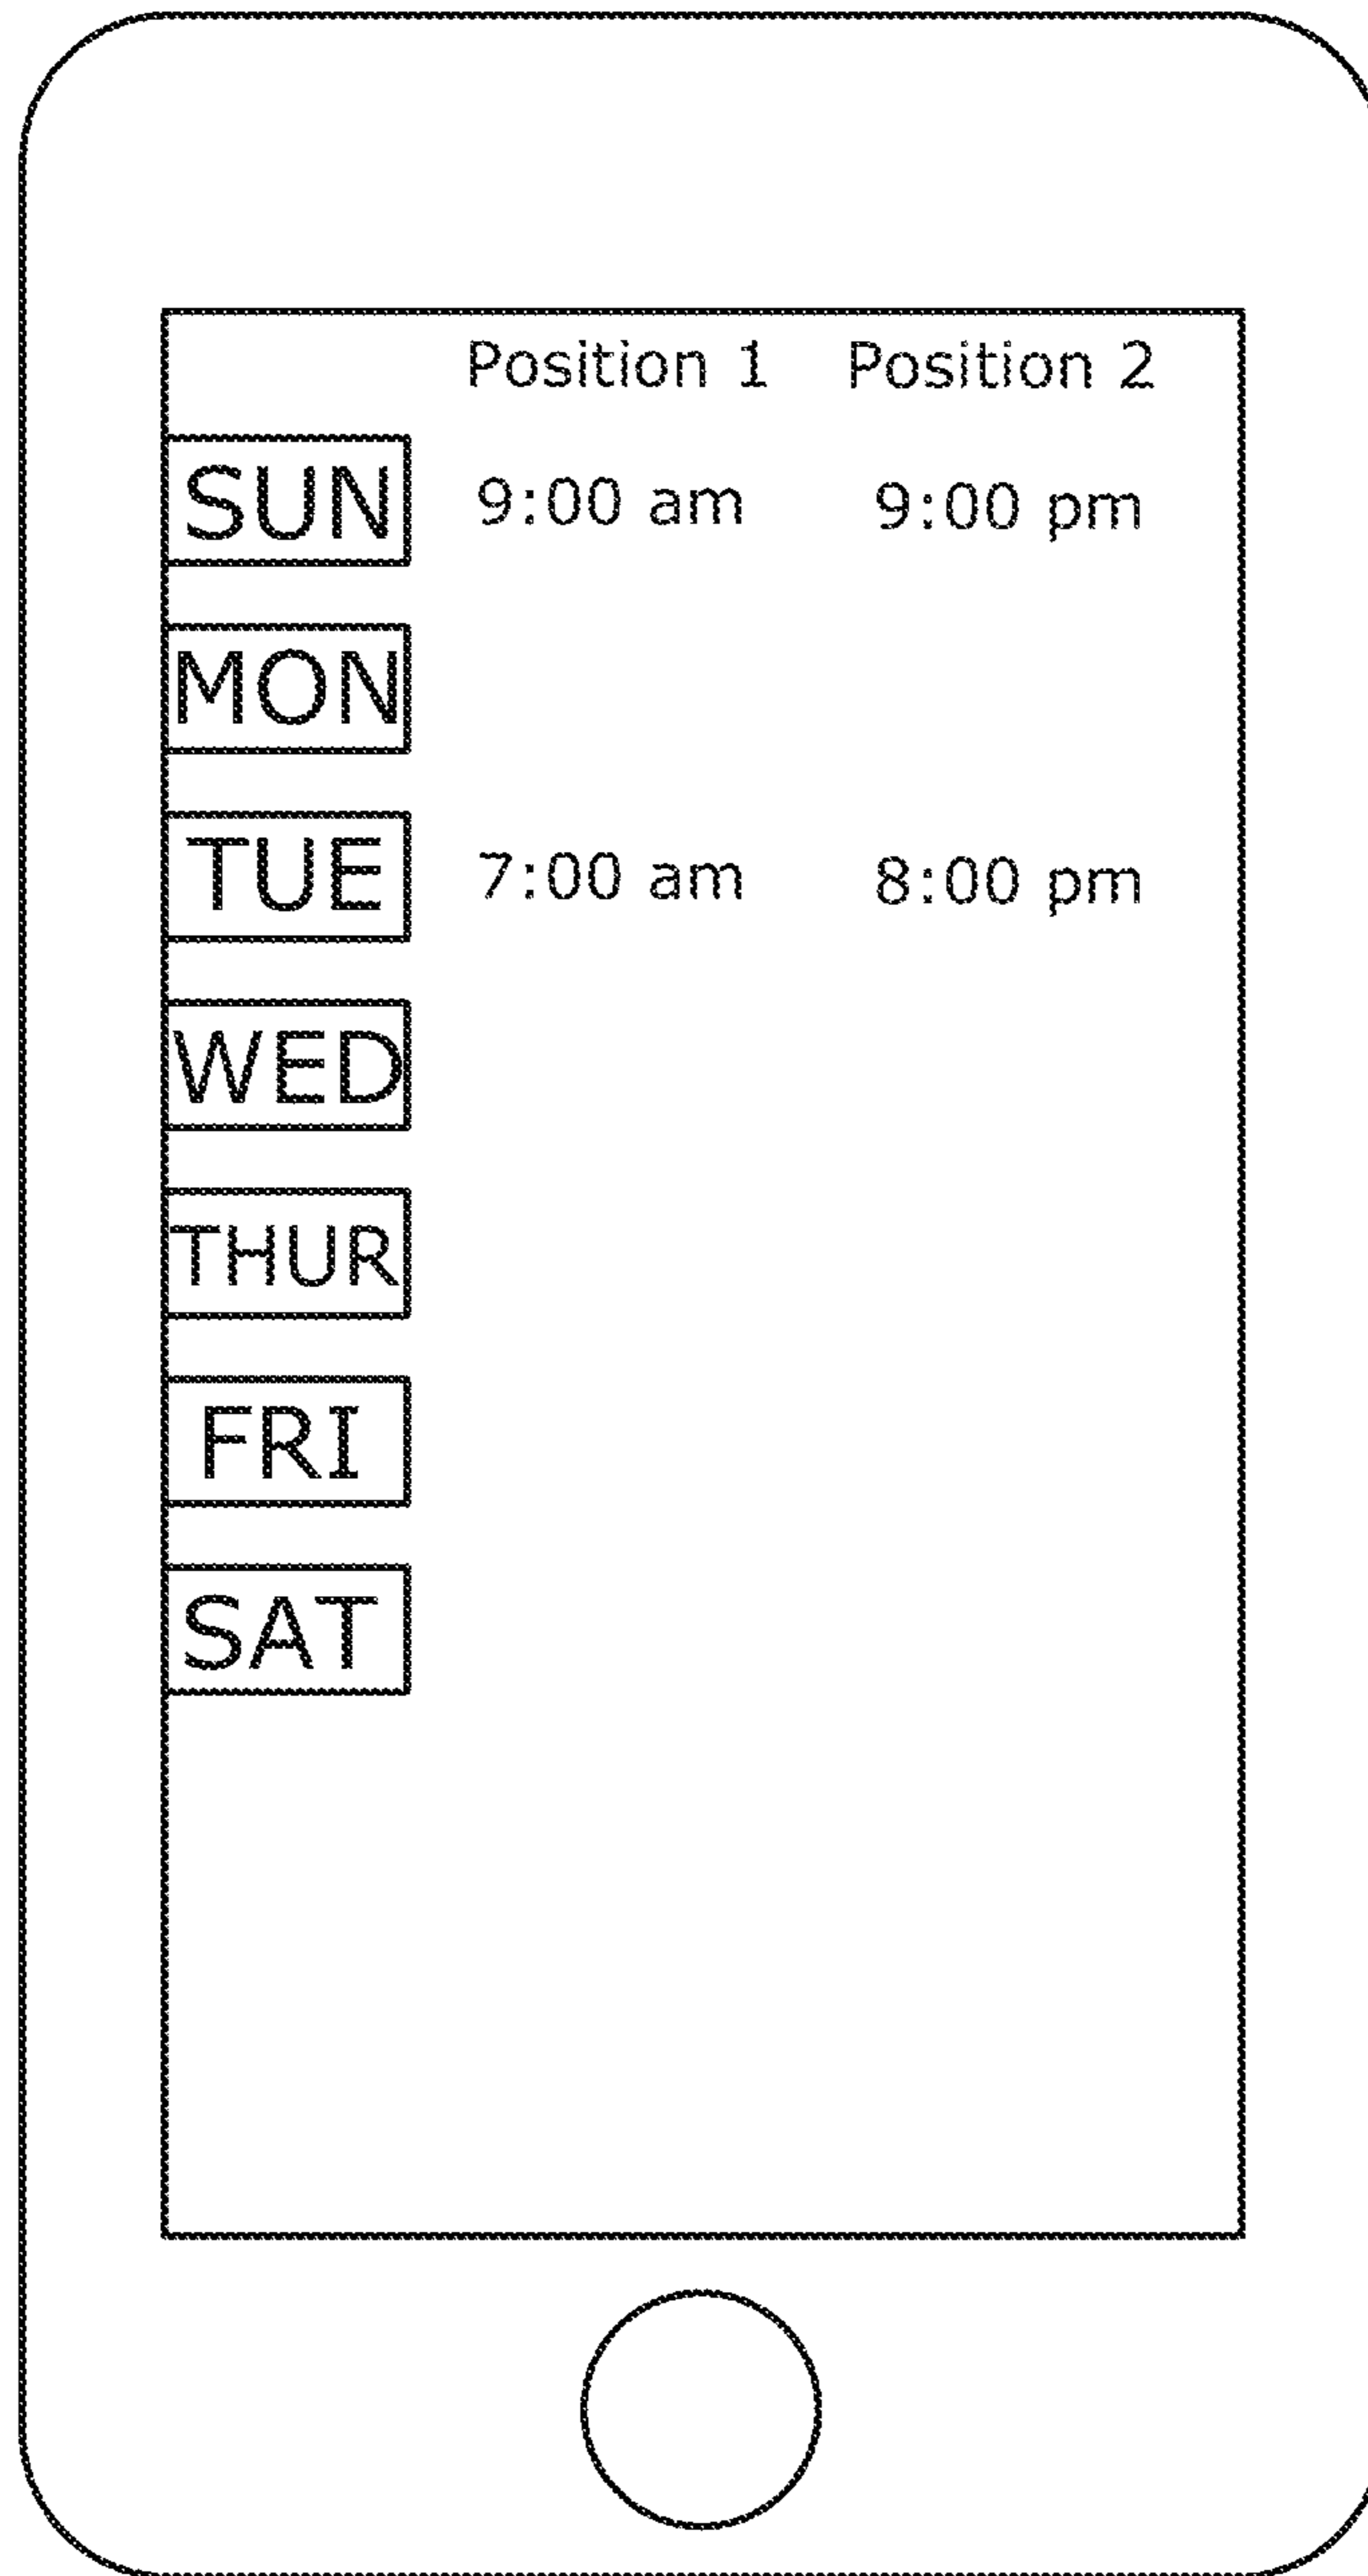 Position 1 Position 2
SUN 9:00 am 9:00 pm
MON
TUE 7:00 am 8:00 pm
WED
THUR
FRI
SAT